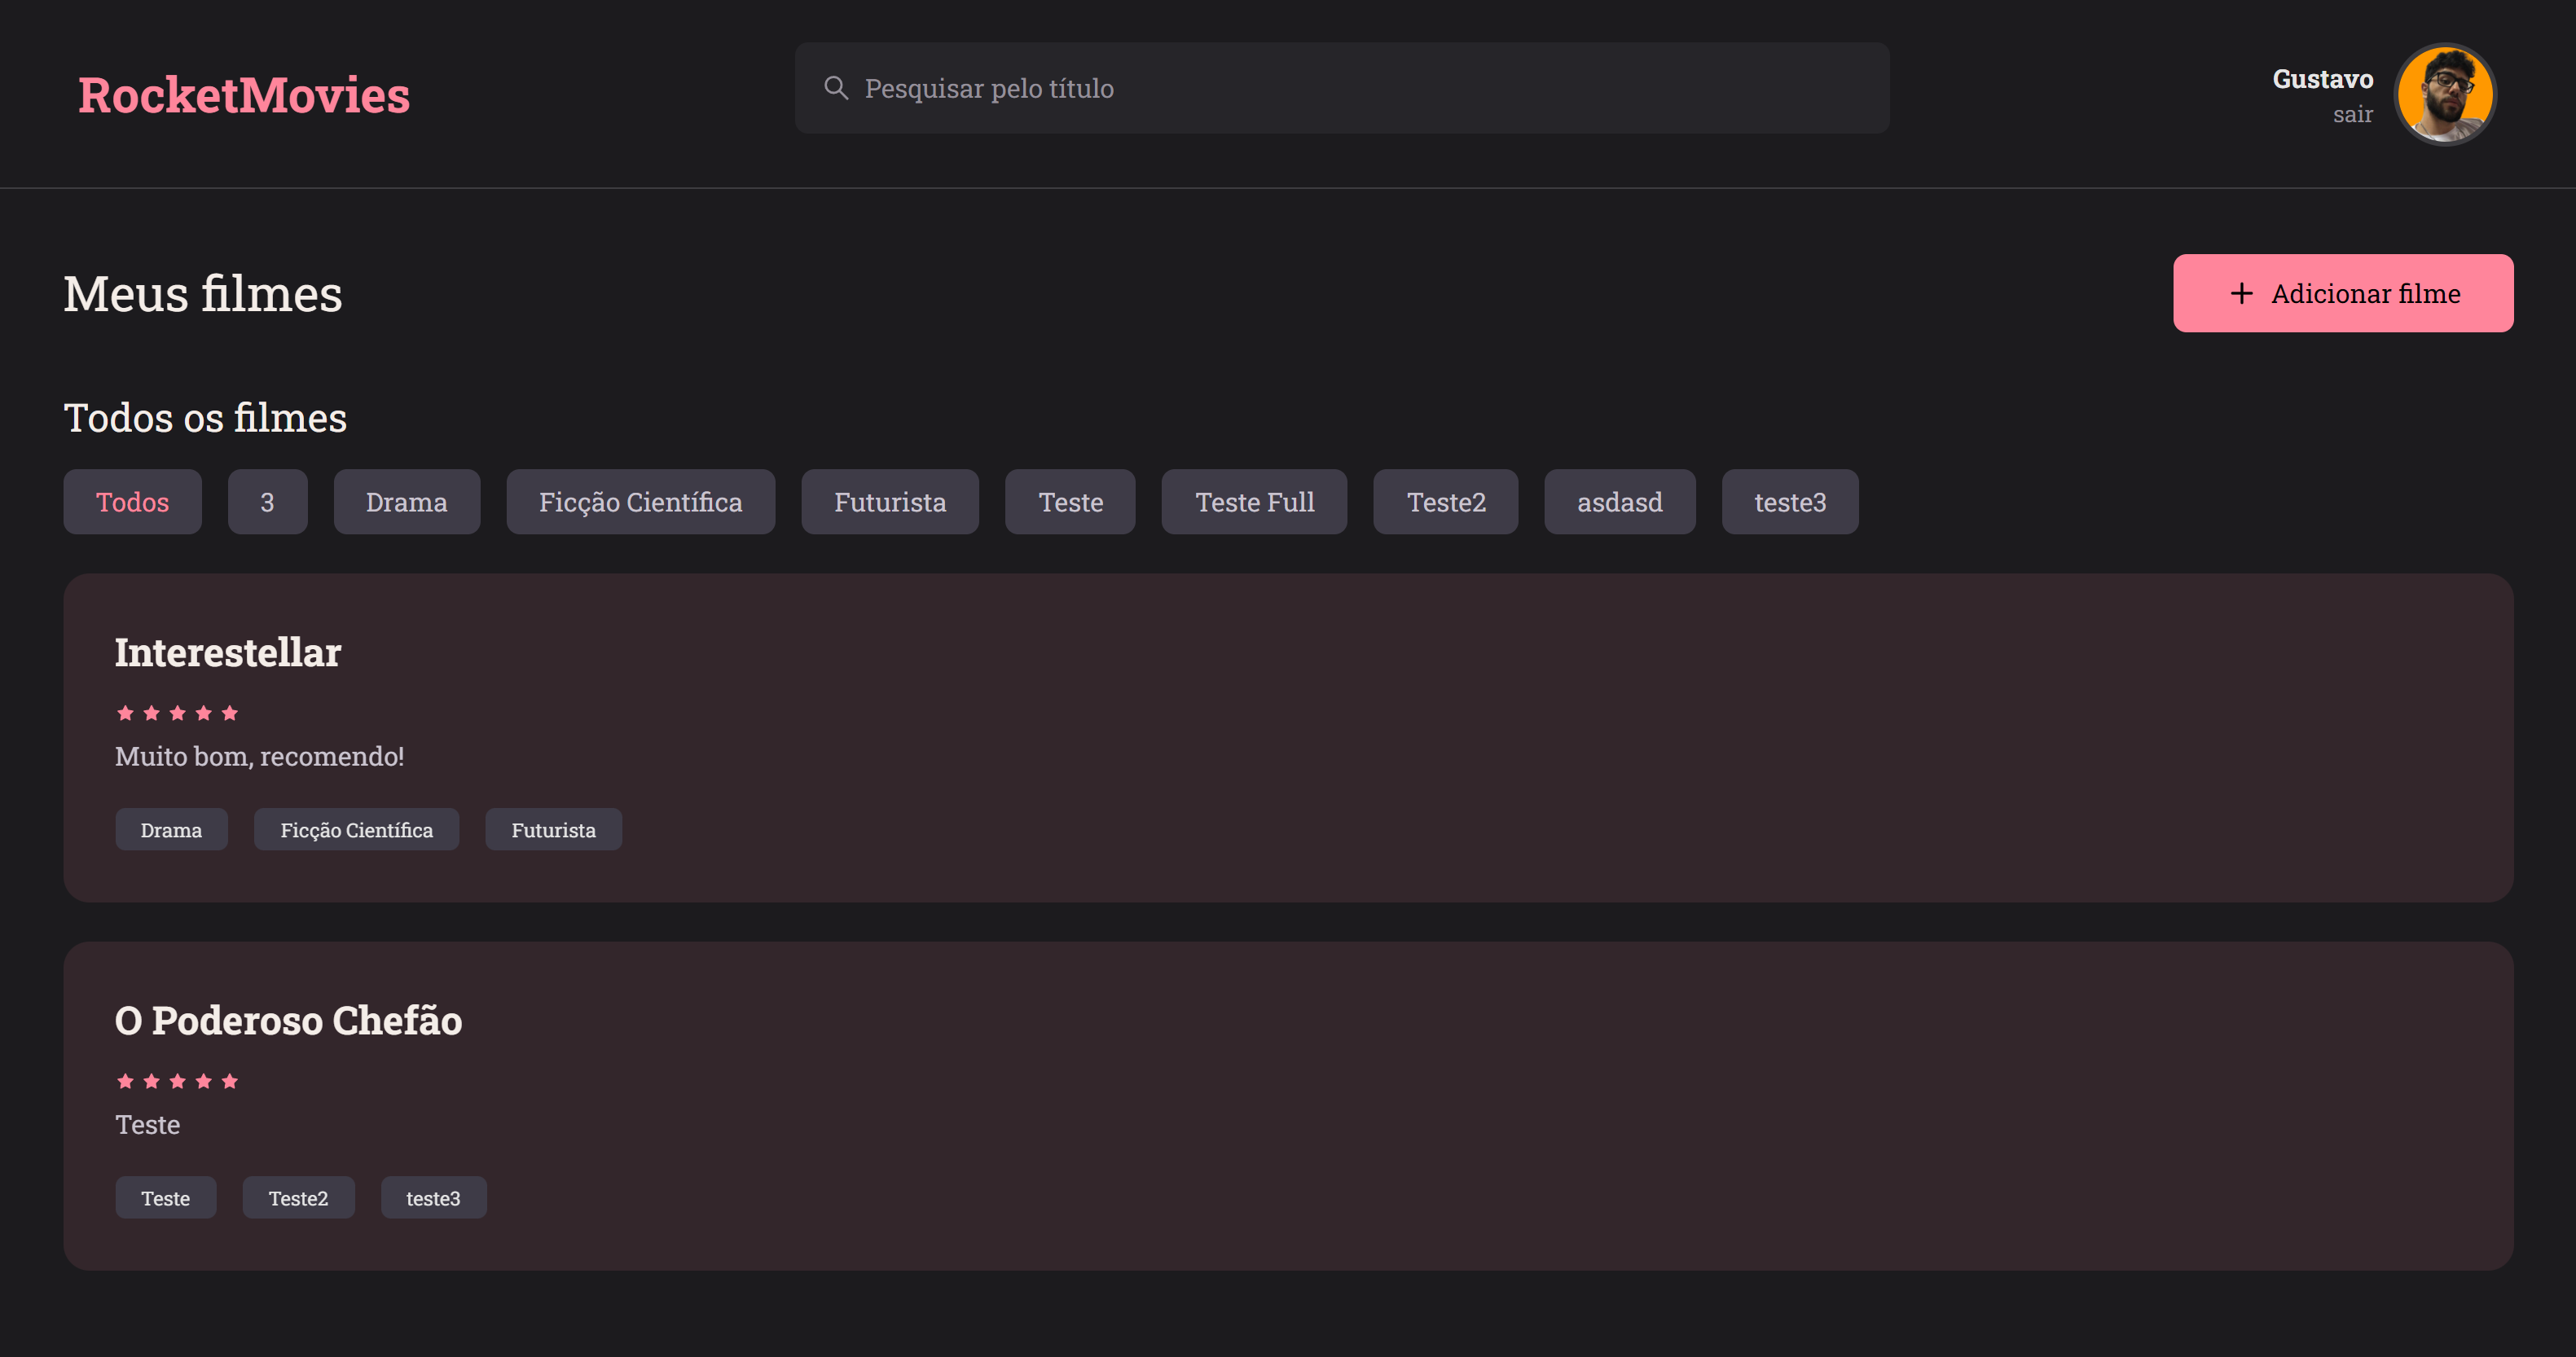 RocketMovies
Pesquisar pelo título
Gustavo
sair
Meus filmes
Adicionar filme
Todos os filmes
Todos 3 Drama Ficção Científica Futurista Teste Teste Full Teste2 asdasd teste3
Interestellar
Muito bom, recomendo!
Drama Ficção Científica Futurista
O Poderoso Chefão
Teste
Teste Teste2 teste3